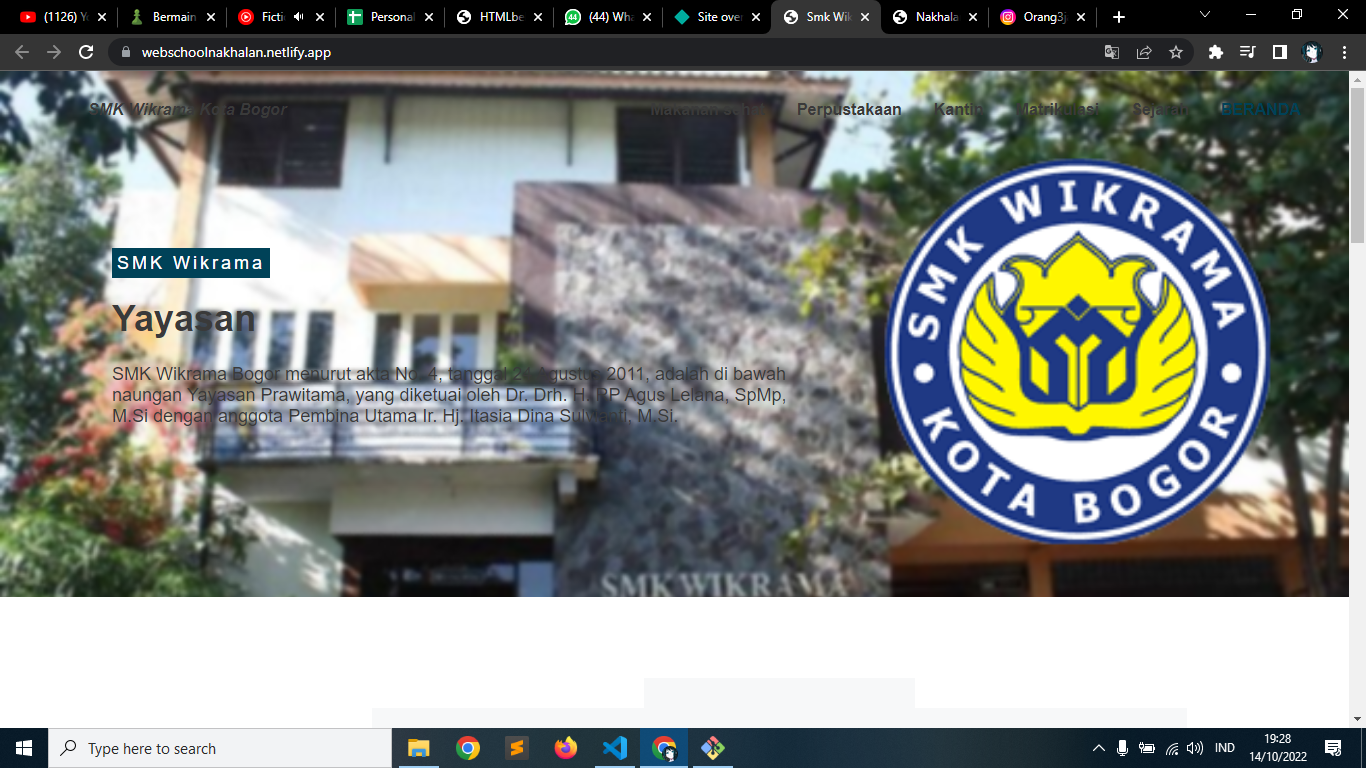 (1126) Yo
Bermain
Fictio
Personal
HTMLbe
(44) Wha
Site over
Smk Wik
Nakhala
Orang3ja
webschoolnakhalan.netlify.app
SMK Wikrama Kota Bogor
Makanan Sehat
Perpustakaan
Kantin
Matrikulasi
Sejarah
BERANDA
SMK Wikrama
Yayasan
SMK Wikrama Bogor menurut akta No. 4, tanggal Agustus 2011, adalah di bawah
naungan Yayasan Prawitama, yang diketuai oleh Dr. Drh. H. RP Agus Lelana, SpMp,
M.Si dengan anggota Pembina Utama Ir. Hj. Itasia Dina Sulvianti, M.Si.
SMK WIKRAMA
KOTA BOGOR
SMK WIKRAMA
Type here to search
IND
19:28
14/10/2022